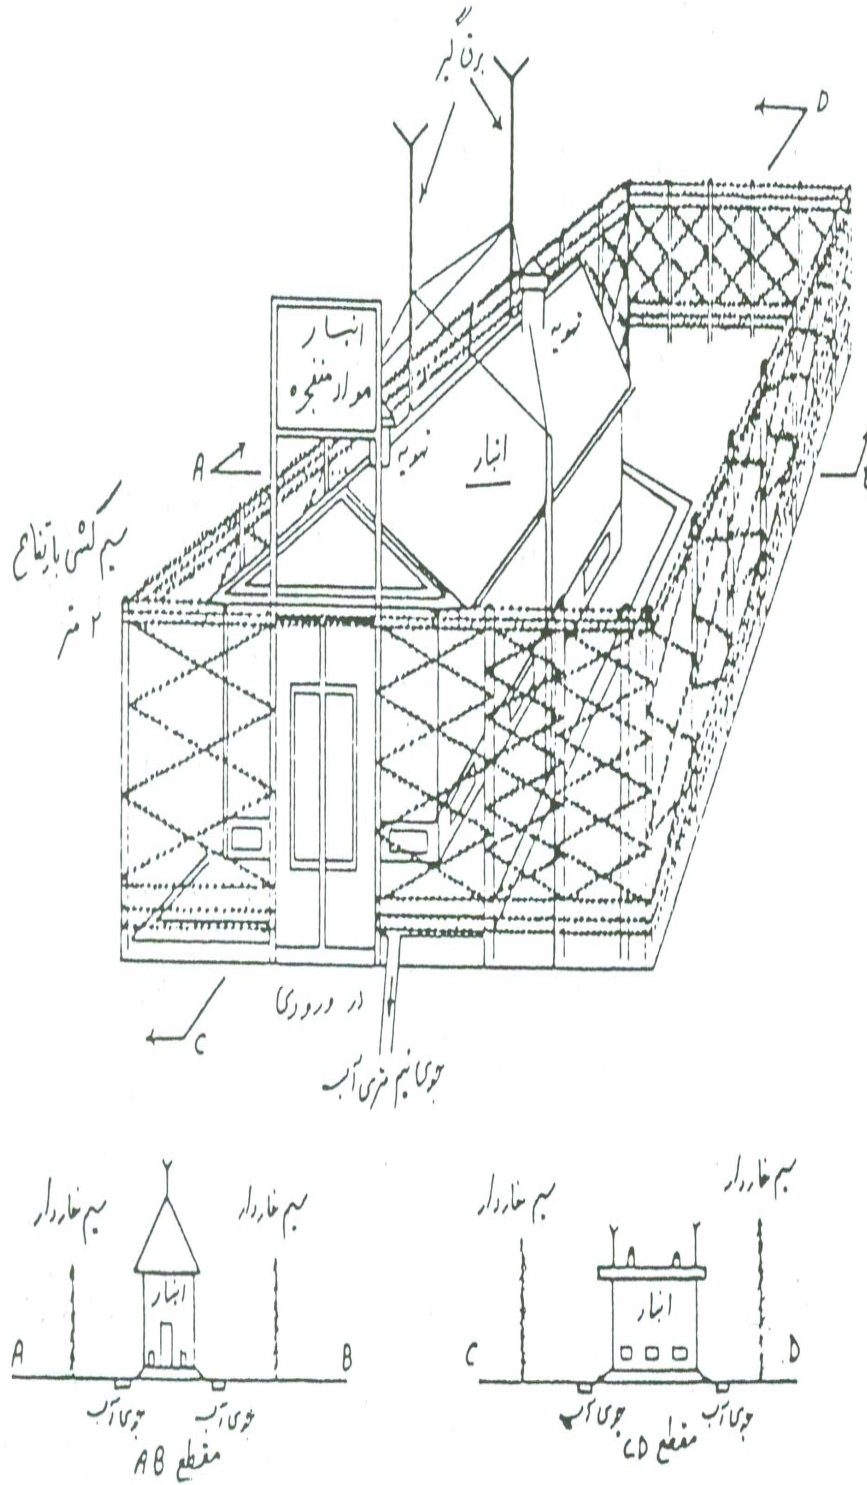 برق گیر
D
انبار
مواد منفجره
تهویه
A
تهویه
انبار
سیم کشی بارتفاع
۲ متر
در ورودی
C
جوی نیم متری آب
سیم خاردار
سیم خاردار
انبار
A
B
جوی آب
جوی آب
مقطع AB
سیم خاردار
سیم خاردار
انبار
C
D
جوی آب
جوی آب
مقطع CD